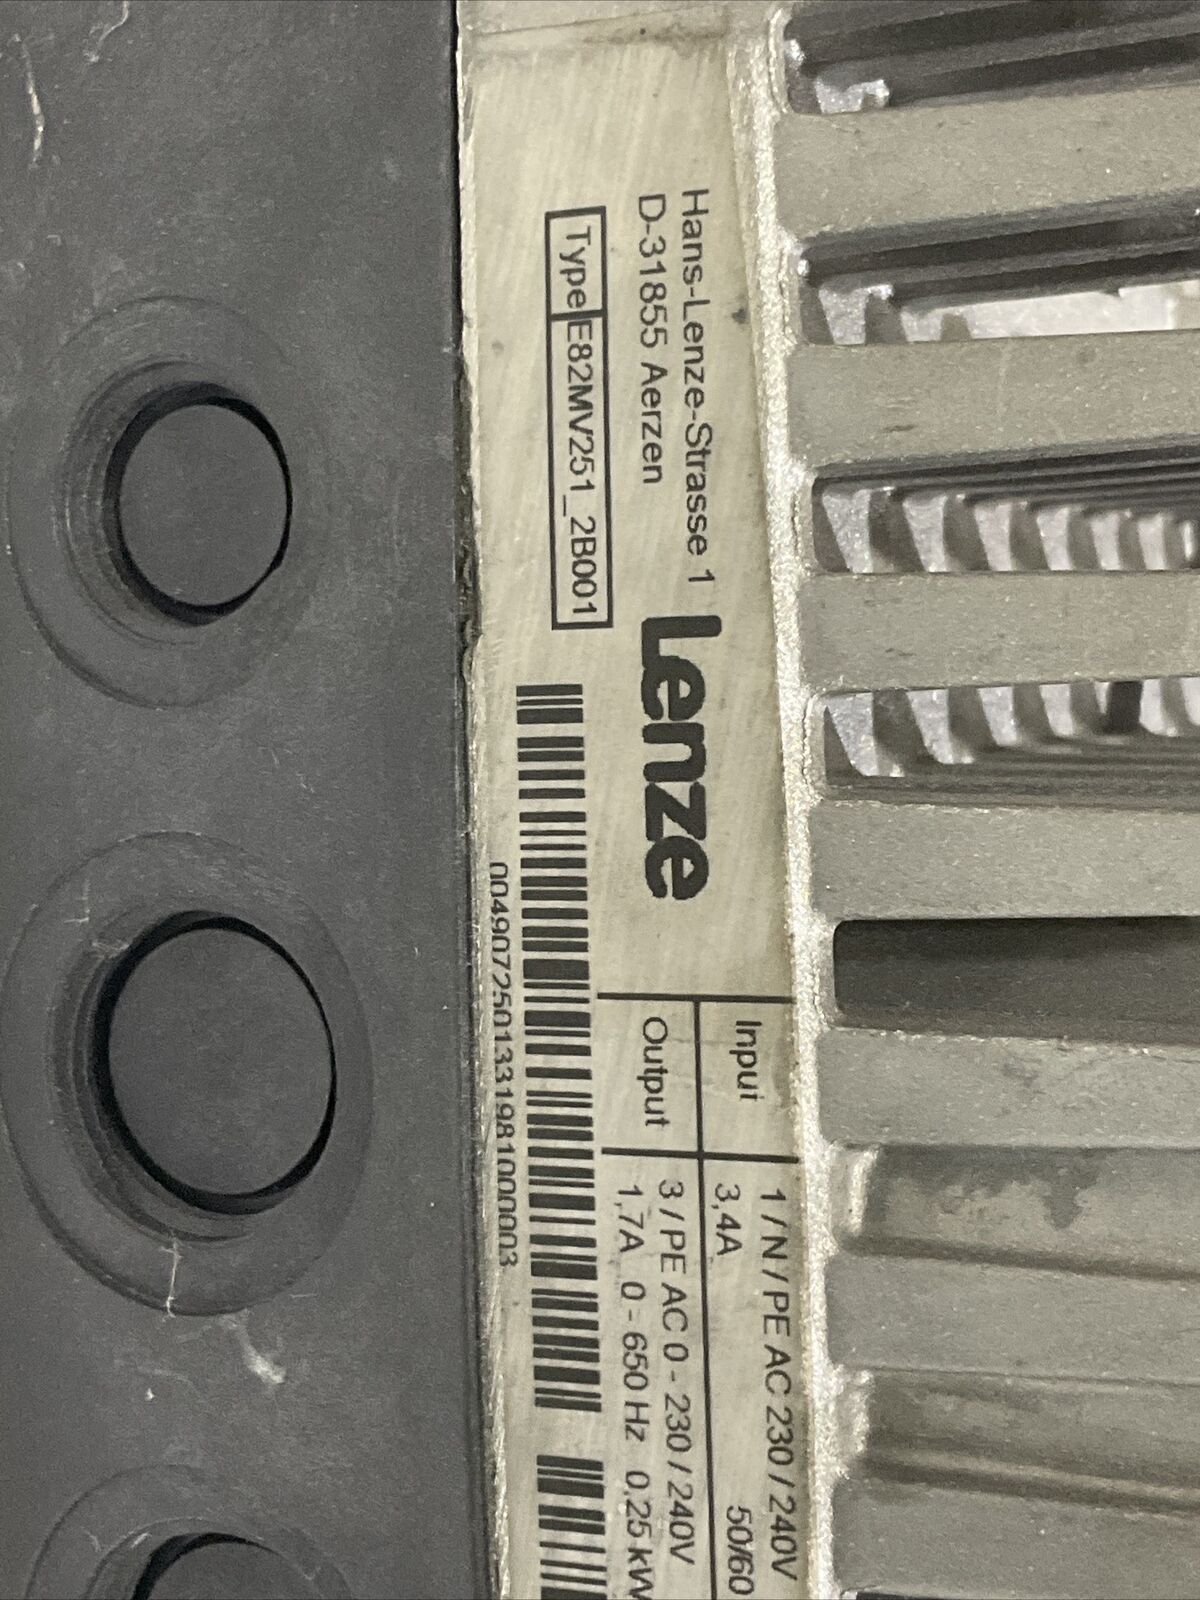 Hans-Lenze-Strasse 1
D-31855 Aerzen
Lenze
Type E82MV251_2B001
Input
1 / N / PE AC 230 / 240V
3,4A 50/60
Output
3 / PE AC 0 - 230 / 240V
1,7A 0 - 650 Hz 0,25 kW